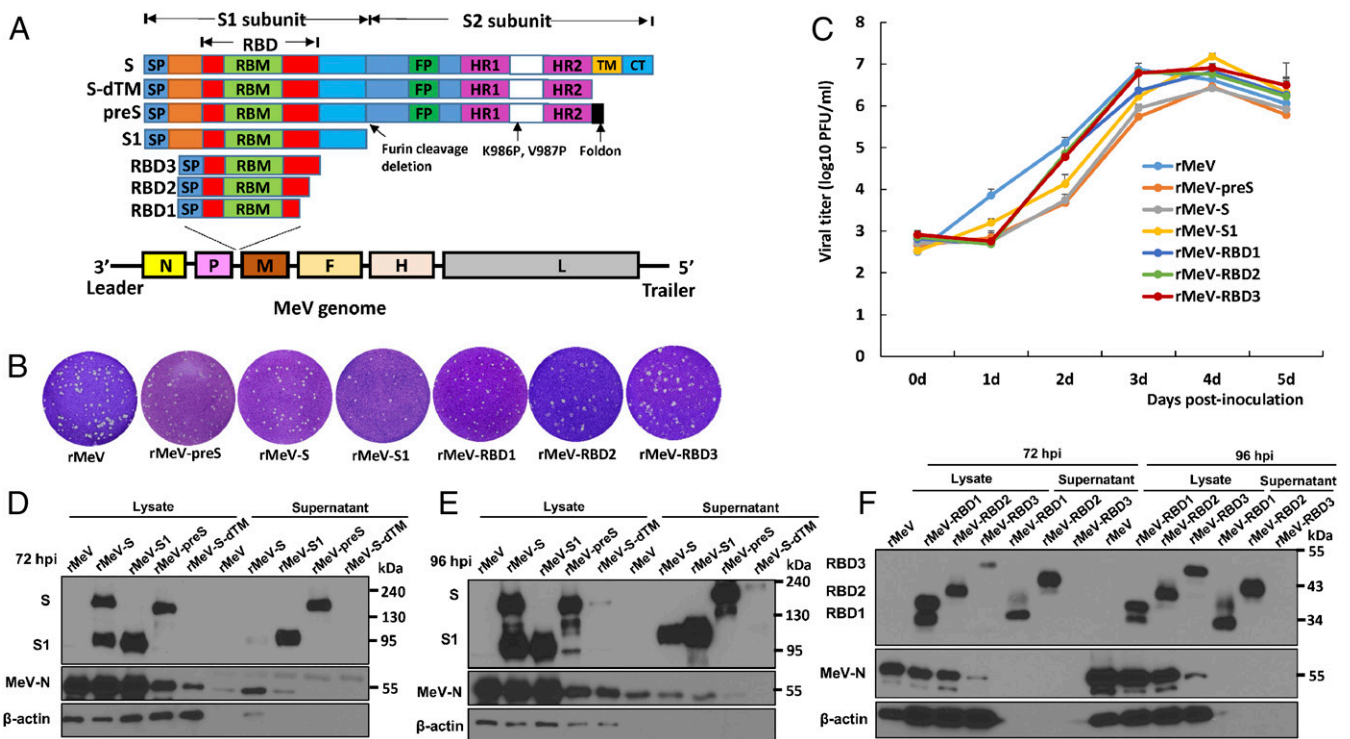 A
S1 subunit
S2 subunit
RBD
S
SP
RBM
FP
HR1
HR2
TM
CT
S-dTM
SP
RBM
FP
HR1
HR2
preS
SP
RBM
FP
HR1
HR2
S1
SP
RBM
Furin cleavage
deletion
K986P, V987P
Foldon
RBD3
SP
RBM
RBD2
SP
RBM
RBD1
SP
RBM
3’
N
P
M
F
H
L
5’
Leader
Trailer
MeV genome
B
rMeV
rMeV-preS
rMeV-S
rMeV-S1
rMeV-RBD1
rMeV-RBD2
rMeV-RBD3
C
Viral titer (log10 PFU/ml)
8
7
6
5
4
3
2
1
0
0d
1d
2d
3d
4d
5d
Days post-inoculation
rMeV
rMeV-preS
rMeV-S
rMeV-S1
rMeV-RBD1
rMeV-RBD2
rMeV-RBD3
D
Lysate
Supernatant
72 hpi
rMeV
rMeV-S
rMeV-S1
rMeV-preS
rMeV-S-dTM
rMeV
rMeV-S
rMeV-S1
rMeV-preS
rMeV-S-dTM
kDa
S
240
130
S1
95
MeV-N
55
β-actin
E
Lysate
Supernatant
96 hpi
rMeV
rMeV-S
rMeV-S1
rMeV-preS
rMeV-S-dTM
rMeV
rMeV-S
rMeV-S1
rMeV-preS
rMeV-S-dTM
kDa
S
240
130
S1
95
MeV-N
55
β-actin
F
72 hpi
96 hpi
Lysate
Supernatant
Lysate
Supernatant
rMeV
rMeV-RBD1
rMeV-RBD2
rMeV-RBD3
rMeV-RBD1
rMeV-RBD2
rMeV-RBD3
rMeV
rMeV-RBD1
rMeV-RBD2
rMeV-RBD3
rMeV-RBD1
rMeV-RBD2
rMeV-RBD3
kDa
55
RBD3
RBD2
43
RBD1
34
MeV-N
55
β-actin